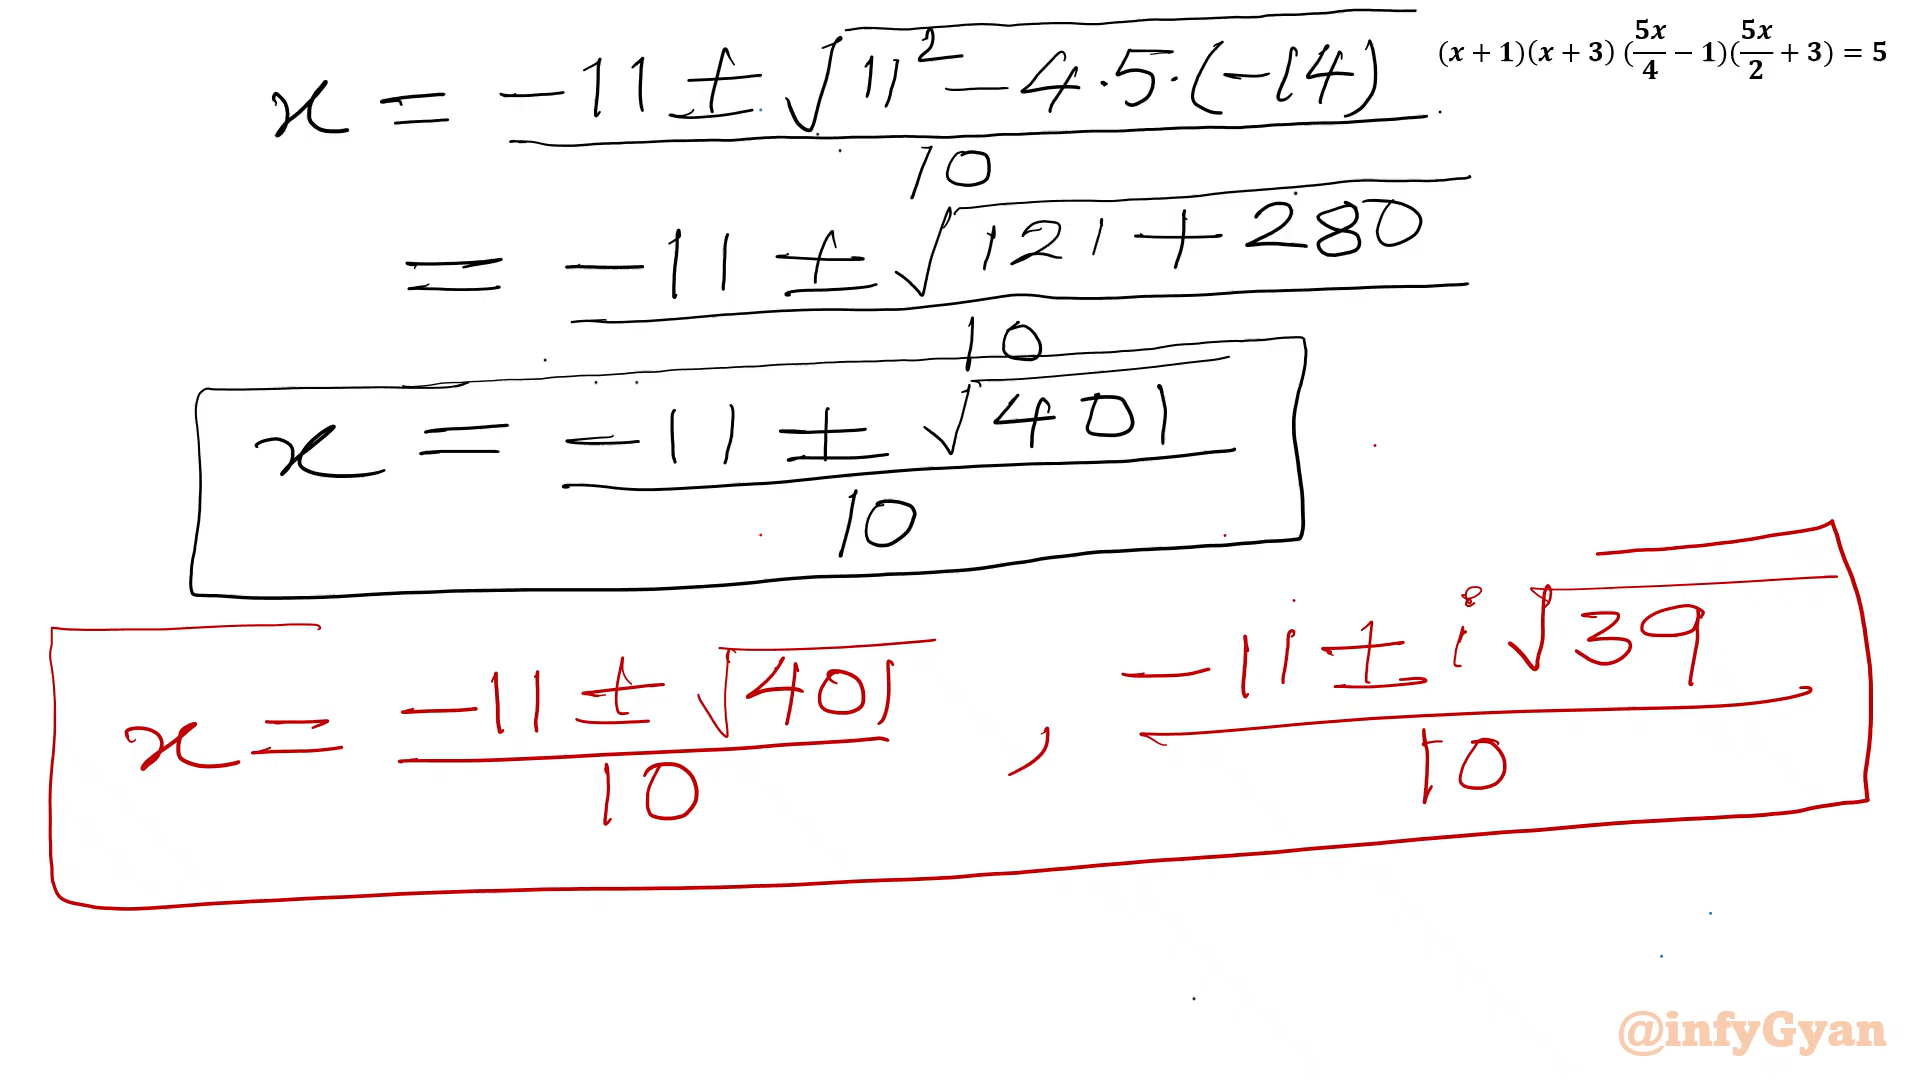 (x + 1)(x + 3) (5x/4 − 1)(5x/2 + 3) = 5
x = (−11 ± √(11² − 4·5·(−14)))/10
= (−11 ± √(121 + 280))/10
x = (−11 ± √401)/10
x = (−11 ± √401)/10 , (−11 ± i√39)/10
@infyGyan